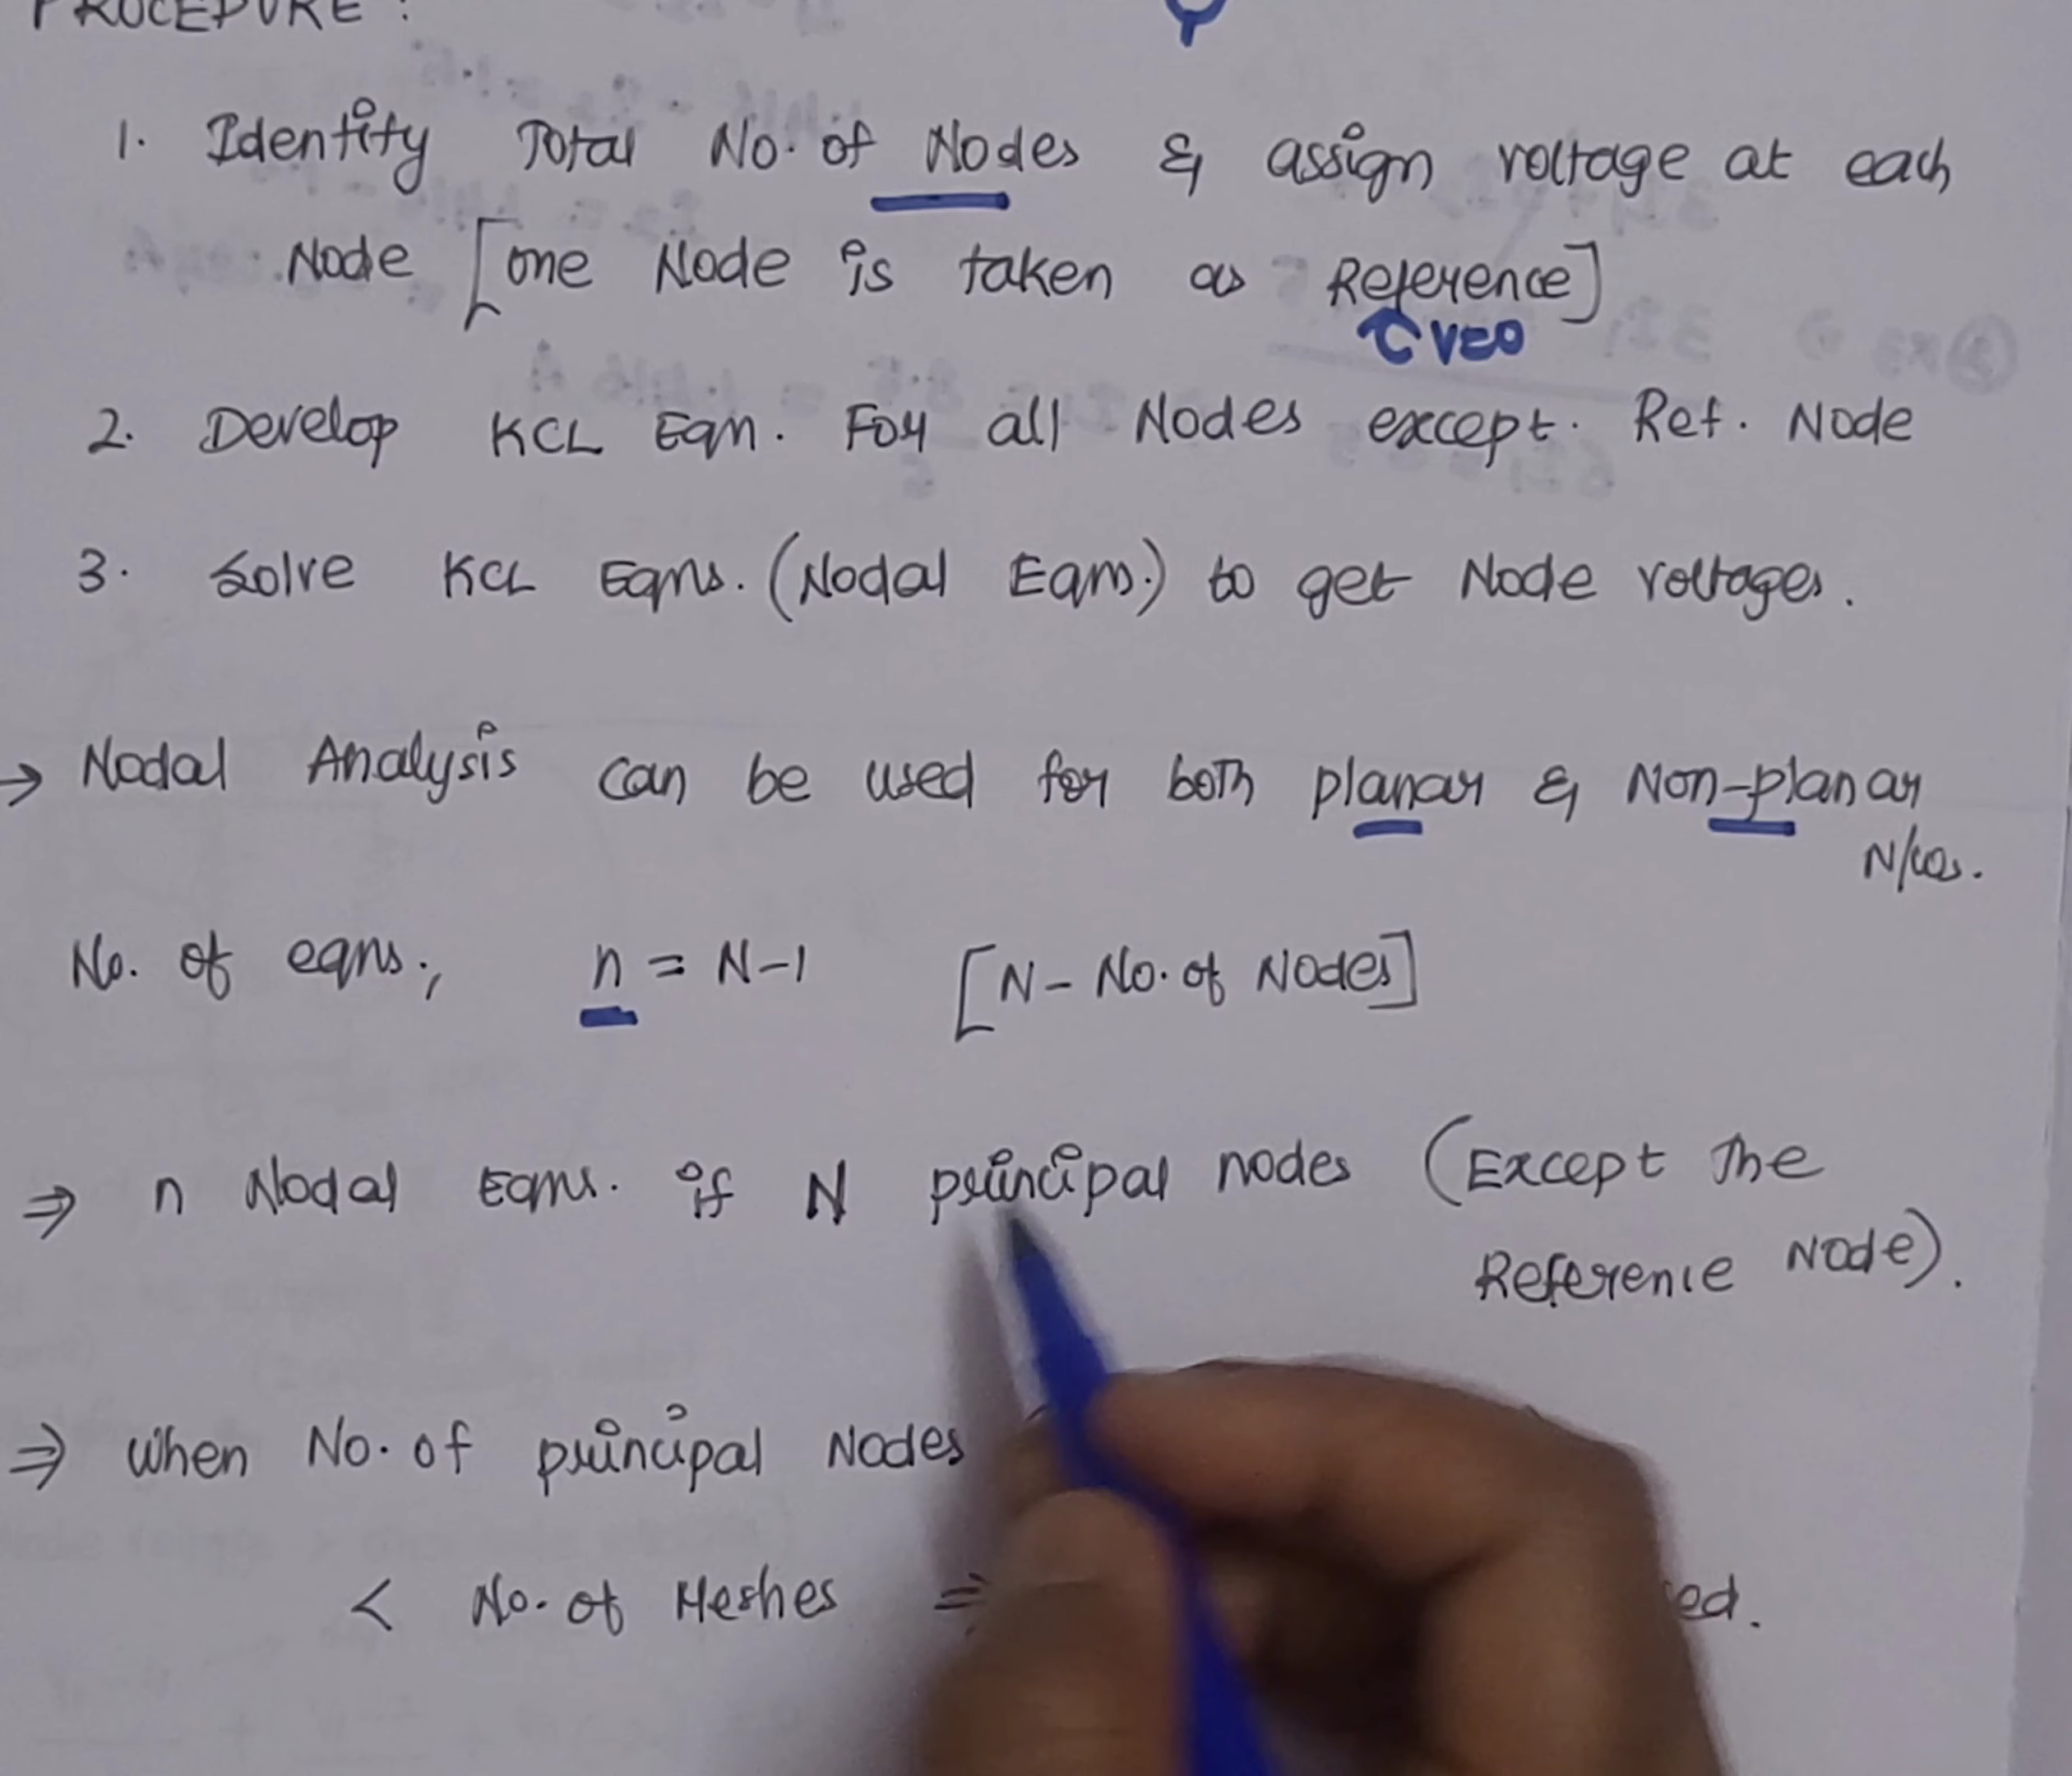 PROCEDURE :
1. Identify Total No. of Nodes & assign voltage at each
Node [one Node is taken as Reference]
V=0
2. Develop KCL Eqn. For all Nodes except. Ref. Node
3. Solve KCL Eqns. (Nodal Eqns.) to get Node voltages.
→ Nodal Analysis can be used for both planar & Non-planar
N/ws.
No. of eqns., n = N-1 [N - No. of Nodes]
⇒ n Nodal Eqns. if N principal nodes (Except The
Reference Node).
⇒ when No. of principal Nodes
< No. of Meshes ⇒ ed.